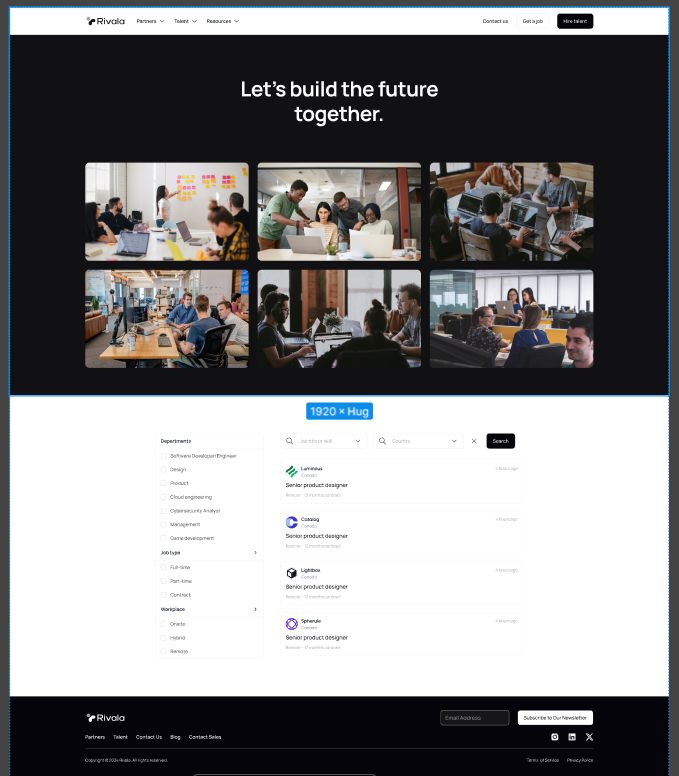 Rivala Partners Talent Resources Contact us Get a job Hire talent
Let's build the future
together.
1920 × Hug
Departments
Software Developer/Engineer
Design
Product
Cloud engineering
Cybersecurity Analyst
Management
Game development
Job type
Full-time
Part-time
Contract
Workplace
Onsite
Hybrid
Remote
Job title or skill Country Search
Luminous
Canada
Senior product designer
Remote - 12 months contract
4 hours ago
Catalog
Canada
Senior product designer
Remote - 12 months contract
4 hours ago
Lightbox
Canada
Senior product designer
Remote - 12 months contract
4 hours ago
Spherule
Canada
Senior product designer
Remote - 12 months contract
4 hours ago
Rivala Email Address Subscribe to Our Newsletter
Partners Talent Contact Us Blog Contact Sales
Copyright © 2024 Rivala. All rights reserved. Terms of Service Privacy Police